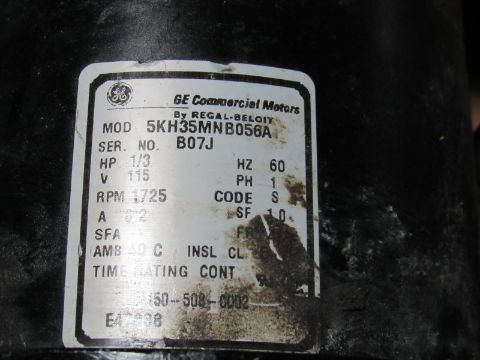 GE Commercial Motors
By REGAL-BELOIT
MOD 5KH35MNB056A
SER. NO. B07J
HP 1/3 HZ 60
V 115 PH 1
RPM 1725 CODE S
A SF 1.0
SFA
AMB 40 C INSL CL
TIME RATING CONT